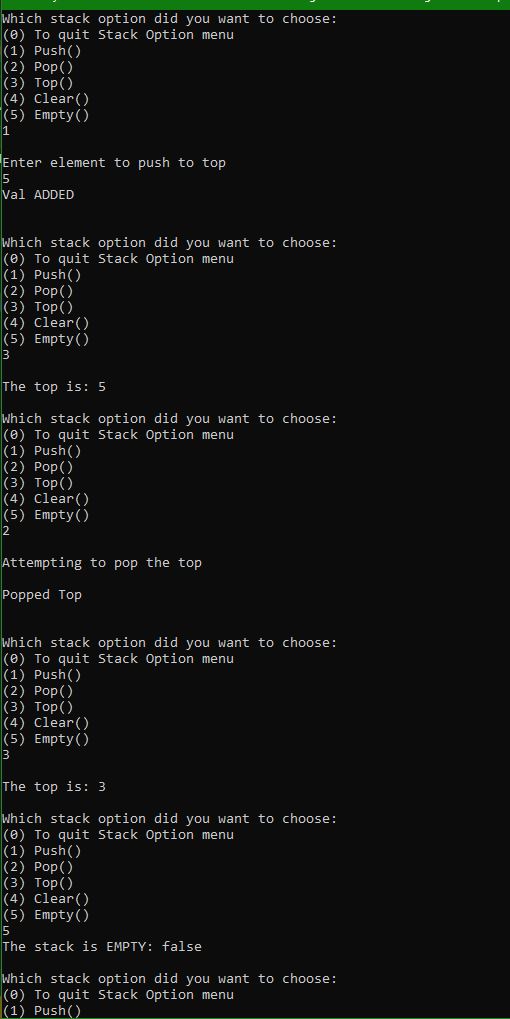 Which stack option did you want to choose:
(0) To quit Stack Option menu
(1) Push()
(2) Pop()
(3) Top()
(4) Clear()
(5) Empty()
1
Enter element to push to top
5
Val ADDED
Which stack option did you want to choose:
(0) To quit Stack Option menu
(1) Push()
(2) Pop()
(3) Top()
(4) Clear()
(5) Empty()
3
The top is: 5
Which stack option did you want to choose:
(0) To quit Stack Option menu
(1) Push()
(2) Pop()
(3) Top()
(4) Clear()
(5) Empty()
2
Attempting to pop the top
Popped Top
Which stack option did you want to choose:
(0) To quit Stack Option menu
(1) Push()
(2) Pop()
(3) Top()
(4) Clear()
(5) Empty()
3
The top is: 3
Which stack option did you want to choose:
(0) To quit Stack Option menu
(1) Push()
(2) Pop()
(3) Top()
(4) Clear()
(5) Empty()
5
The stack is EMPTY: false
Which stack option did you want to choose:
(0) To quit Stack Option menu
(1) Push()